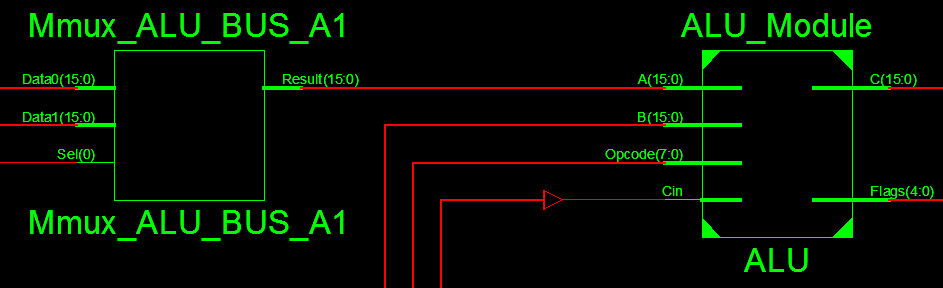 Mmux_ALU_BUS_A1
Data0(15:0)
Data1(15:0)
Sel(0)
Result(15:0)
Mmux_ALU_BUS_A1
ALU_Module
A(15:0)
B(15:0)
Opcode(7:0)
Cin
C(15:0)
Flags(4:0)
ALU